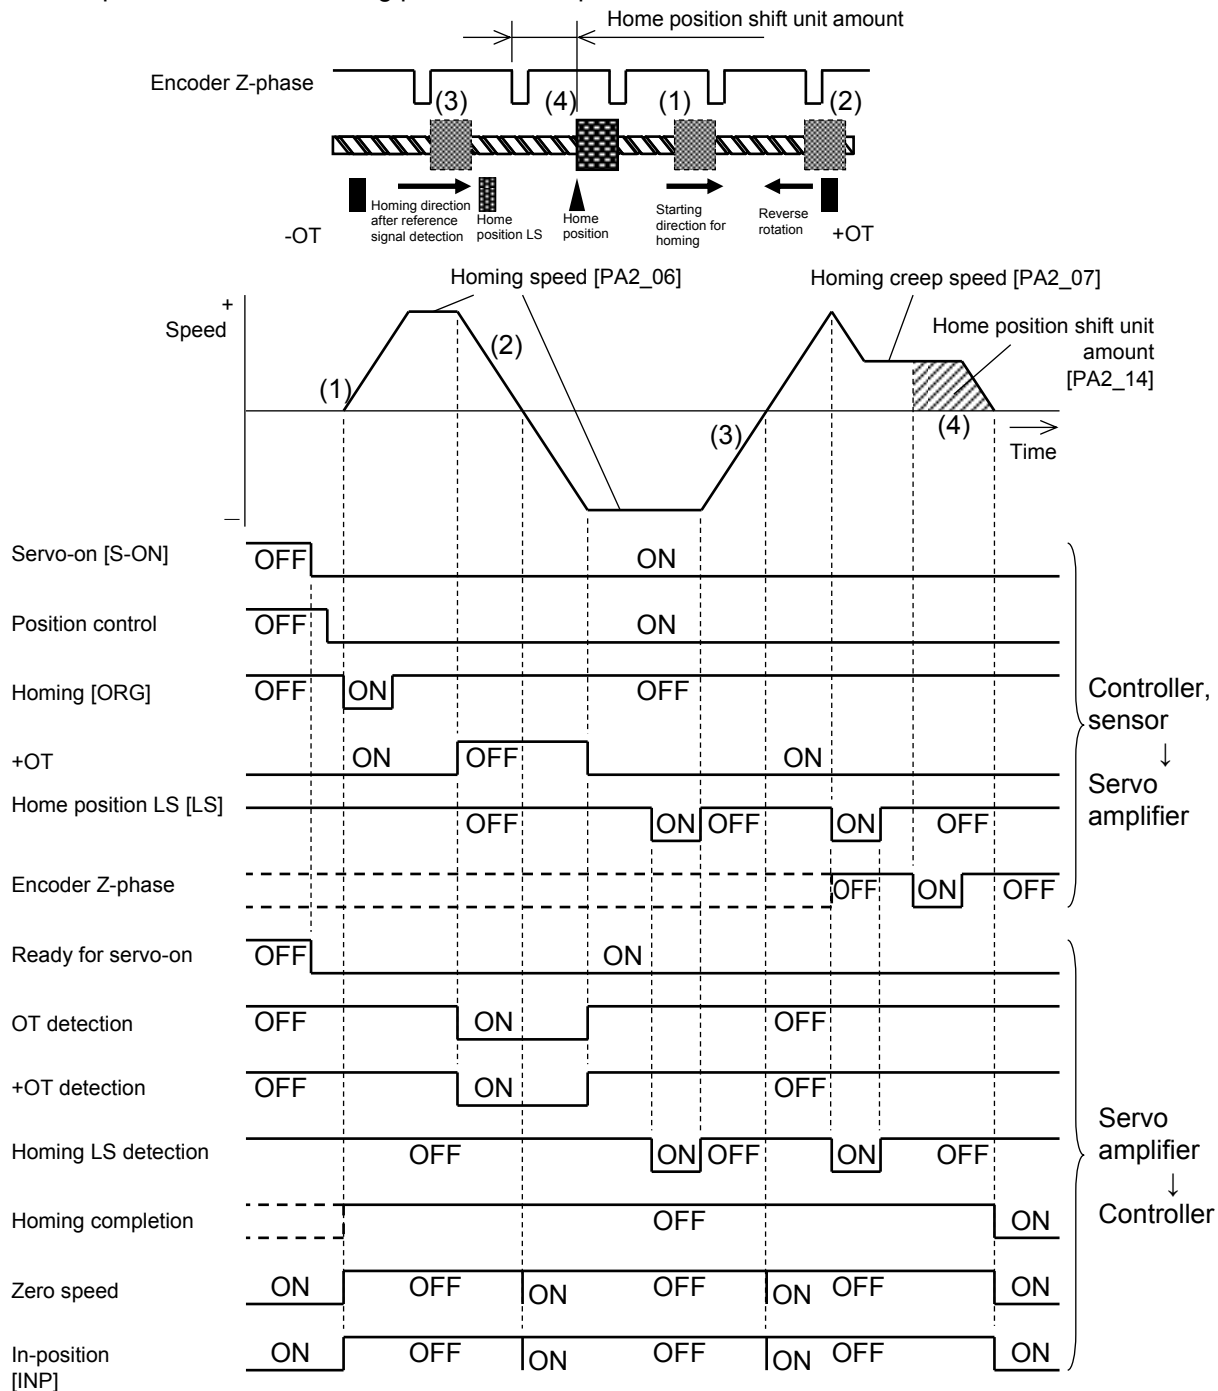 Home position shift unit amount
Encoder Z-phase
(3)
(4)
(1)
(2)
-OT
Homing direction
after reference
signal detection
Home
position LS
Home
position
Starting
direction for
homing
Reverse
rotation
+OT
Homing speed [PA2_06]
Homing creep speed [PA2_07]
+
Speed
Home position shift unit
amount
[PA2_14]
(1)
(2)
(3)
(4)
Time
—
Servo-on [S-ON]
OFF
ON
Position control
OFF
ON
Homing [ORG]
OFF
ON
OFF
+OT
ON
OFF
ON
Home position LS [LS]
OFF
ON
OFF
ON
OFF
Encoder Z-phase
OFF
ON
OFF
Controller,
sensor
↓
Servo
amplifier
Ready for servo-on
OFF
ON
OT detection
OFF
ON
OFF
+OT detection
OFF
ON
OFF
Homing LS detection
OFF
ON
OFF
ON
OFF
Homing completion
OFF
ON
Zero speed
ON
OFF
ON
OFF
ON
OFF
ON
In-position
[INP]
ON
OFF
ON
OFF
ON
OFF
ON
Servo
amplifier
↓
Controller